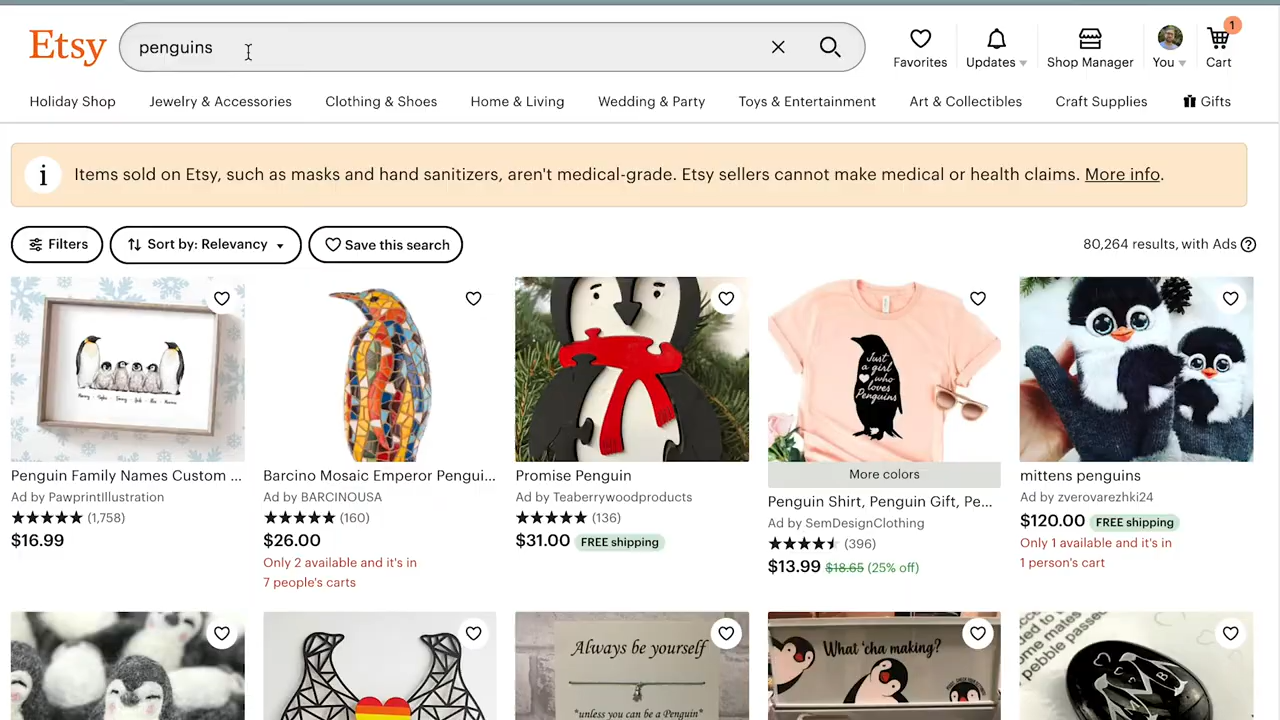 Etsy
penguins
Favorites
Updates
Shop Manager
You
1
Cart
Holiday Shop
Jewelry & Accessories
Clothing & Shoes
Home & Living
Wedding & Party
Toys & Entertainment
Art & Collectibles
Craft Supplies
Gifts
i Items sold on Etsy, such as masks and hand sanitizers, aren't medical-grade. Etsy sellers cannot make medical or health claims. More info.
Filters
Sort by: Relevancy
Save this search
80,264 results, with Ads ?
Just
a girl
who
loves
Penguins
More colors
Penguin Family Names Custom ...
Ad by PawprintIllustration
(1,758)
$16.99
Barcino Mosaic Emperor Pengui...
Ad by BARCINOUSA
(160)
$26.00
Only 2 available and it's in
7 people's carts
Promise Penguin
Ad by Teaberrywoodproducts
(136)
$31.00 FREE shipping
Penguin Shirt, Penguin Gift, Pe...
Ad by SemDesignClothing
(396)
$13.99 $18.65 (25% off)
mittens penguins
Ad by zverovarezhki24
$120.00 FREE shipping
Only 1 available and it's in
1 person's cart
Always be yourself
*unless you can be a Penguin*
What 'cha making?
pebble